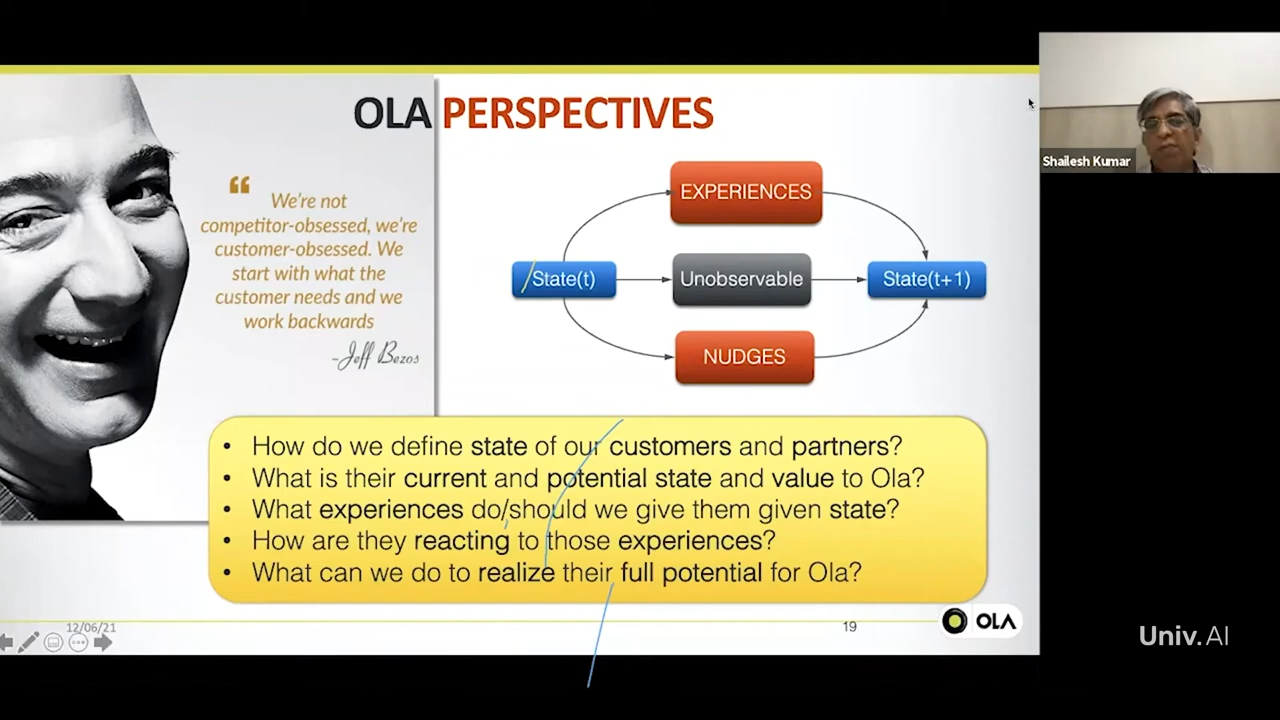 OLA PERSPECTIVES
“
We're not
competitor-obsessed, we're
customer-obsessed. We
start with what the
customer needs and we
work backwards
-Jeff Bezos
EXPERIENCES
State(t)
Unobservable
State(t+1)
NUDGES
• How do we define state of our customers and partners?
• What is their current and potential state and value to Ola?
• What experiences do/should we give them given state?
• How are they reacting to those experiences?
• What can we do to realize their full potential for Ola?
12/06/21
19
OLA
Shailesh Kumar
Univ.AI